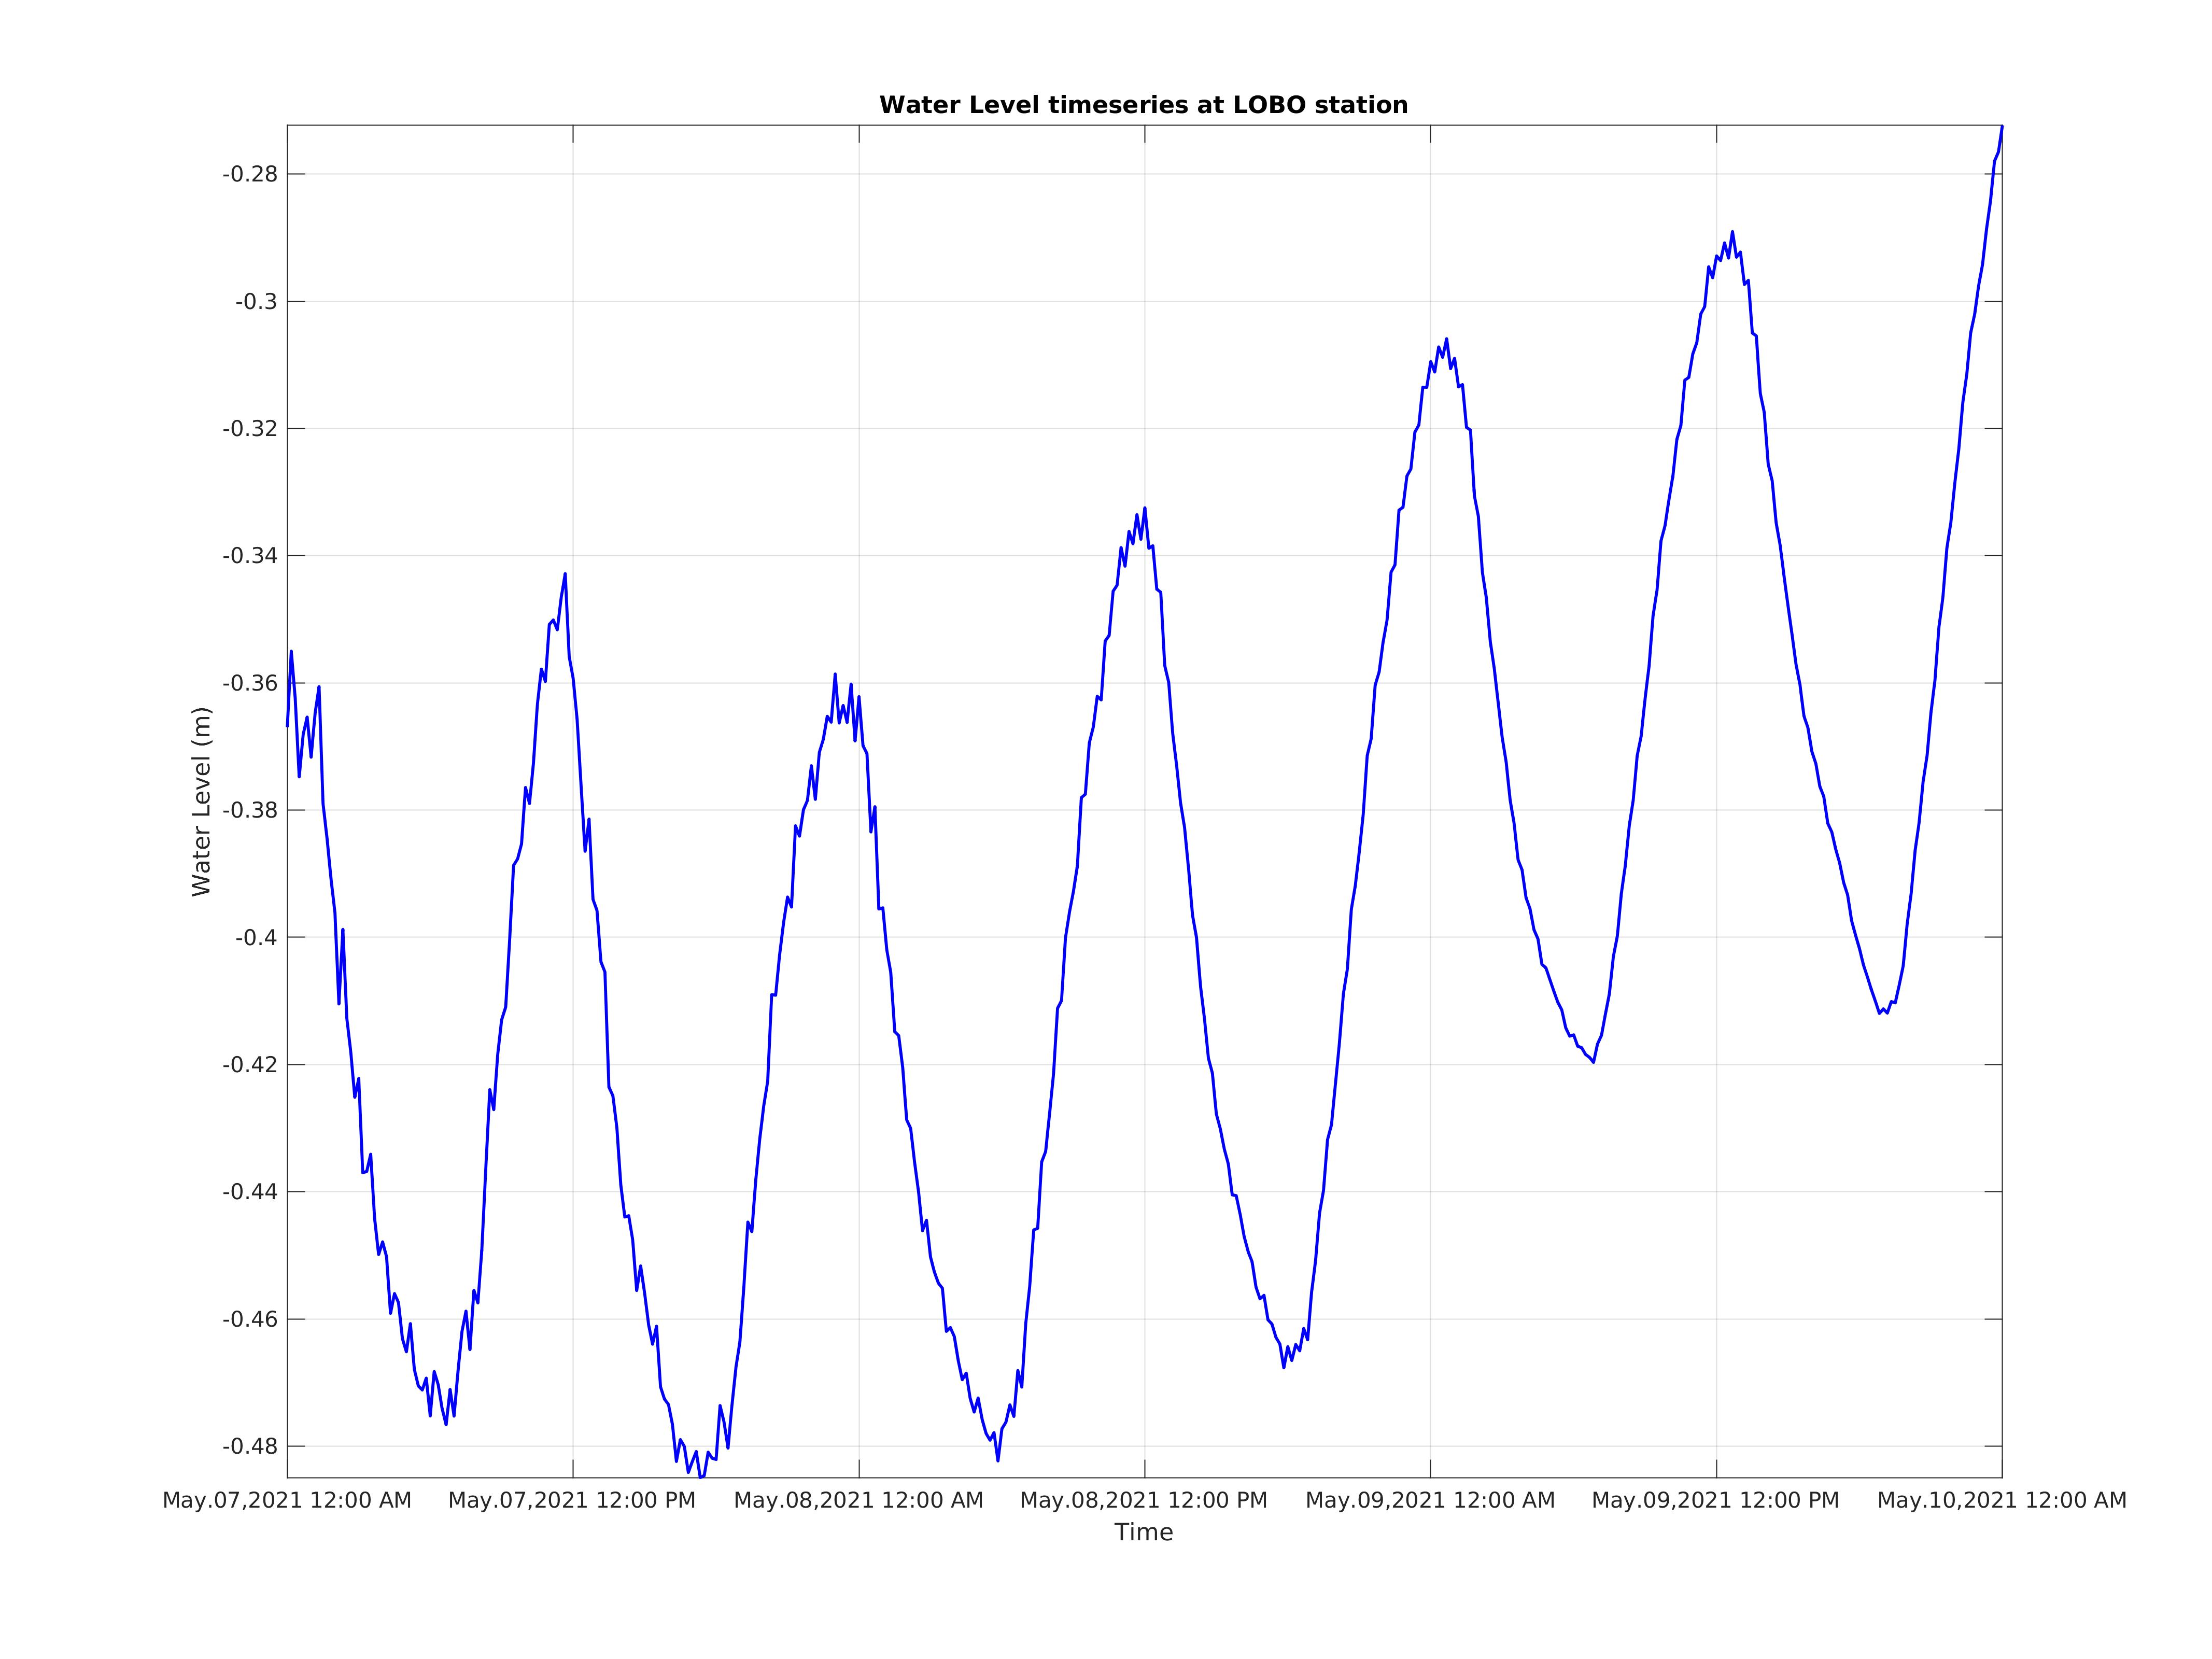 Water Level timeseries at LOBO station
-0.28
-0.3
-0.32
-0.34
-0.36
-0.38
-0.4
-0.42
-0.44
-0.46
-0.48
Water Level (m)
May.07,2021 12:00 AM May.07,2021 12:00 PM May.08,2021 12:00 AM May.08,2021 12:00 PM May.09,2021 12:00 AM May.09,2021 12:00 PM May.10,2021 12:00 AM
Time